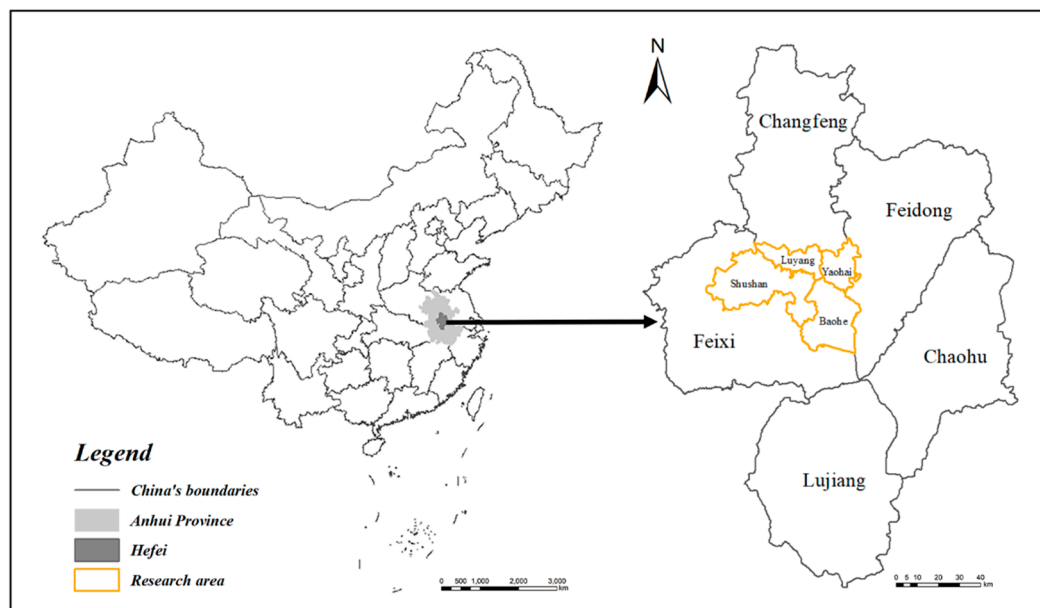 N
Changfeng
Feidong
Luyang
Yaohai
Shushan
Baohe
Feixi
Chaohu
Lujiang
Legend
China's boundaries
Anhui Province
Hefei
Research area
0 500 1,000 2,000 3,000
km
0 5 10 20 30 40
km